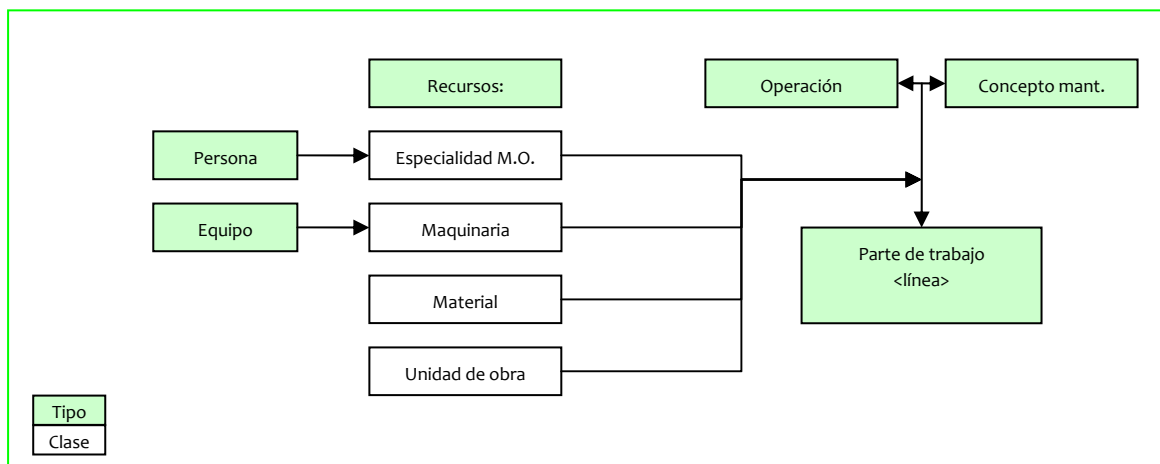 Recursos:
Operación
Concepto mant.
Persona
Especialidad M.O.
Equipo
Maquinaria
Parte de trabajo
<línea>
Material
Unidad de obra
Tipo
Clase